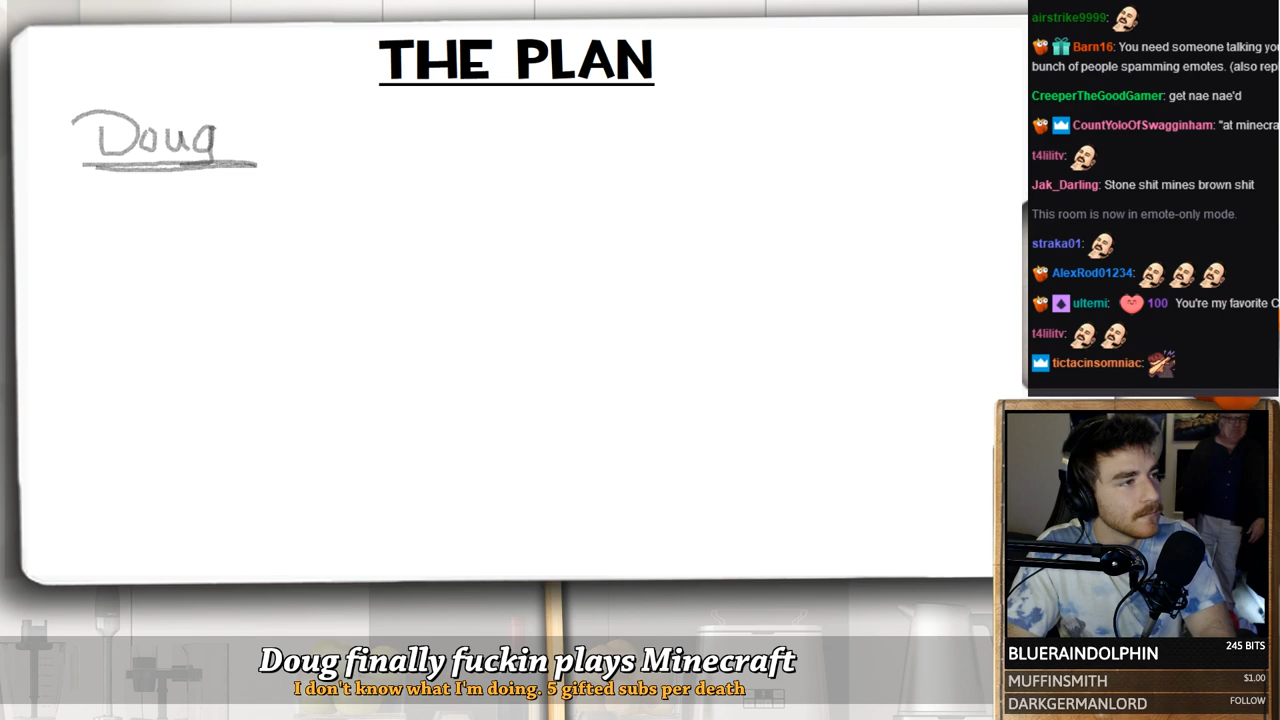 THE PLAN
Doug
airstrike9999:
Barn16: You need someone talking you
bunch of people spamming emotes. (also rep
CreeperTheGoodGamer: get nae nae'd
CountYoloOfSwagginham: "at minecra
t4lilitv:
Jak_Darling: Stone shit mines brown shit
This room is now in emote-only mode.
straka01:
AlexRod01234:
ultemi: 100 You're my favorite C
t4lilitv:
tictacinsomniac:
BLUERAINDOLPHIN 245 BITS
MUFFINSMITH $1.00
DARKGERMANLORD FOLLOW
Doug finally fuckin plays Minecraft
I don't know what I'm doing. 5 gifted subs per death